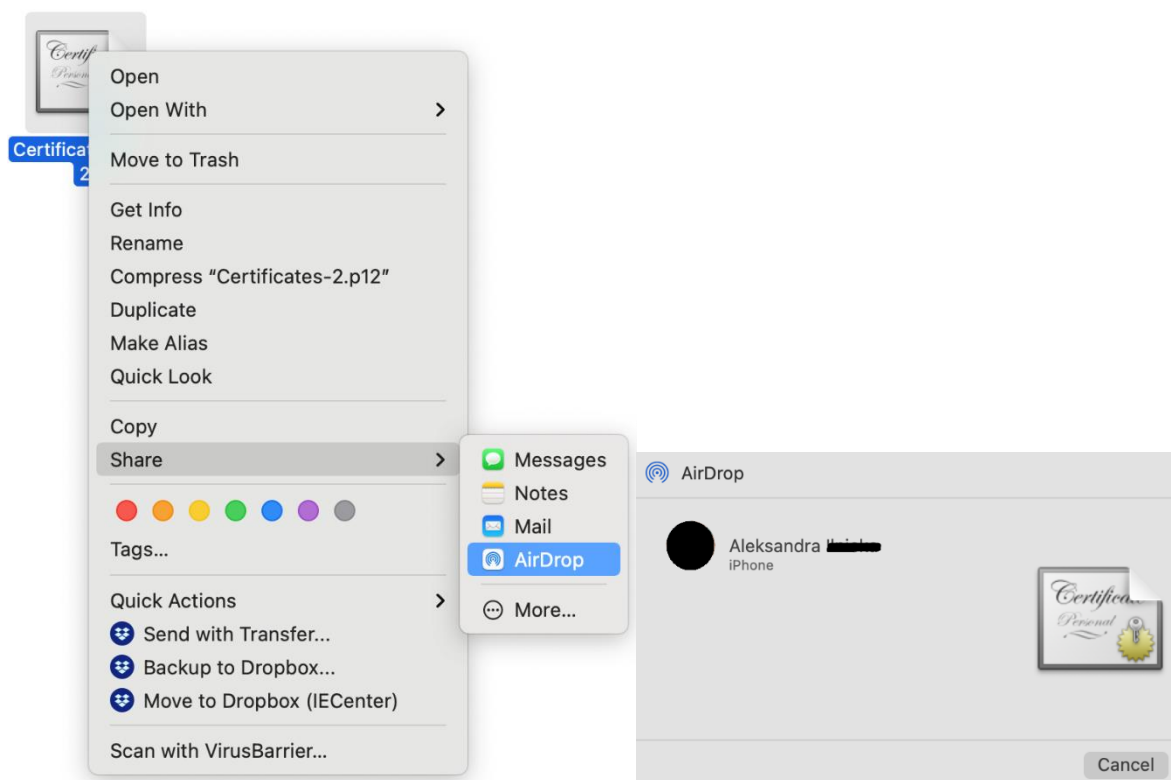 Certif
Person
Certifica
2
Open
Open With
Move to Trash
Get Info
Rename
Compress “Certificates-2.p12”
Duplicate
Make Alias
Quick Look
Copy
Share
Tags...
Quick Actions
Send with Transfer...
Backup to Dropbox...
Move to Dropbox (IECenter)
Scan with VirusBarrier...
Messages
Notes
Mail
AirDrop
More...
AirDrop
Aleksandra
iPhone
Certifica...
Personal
Cancel